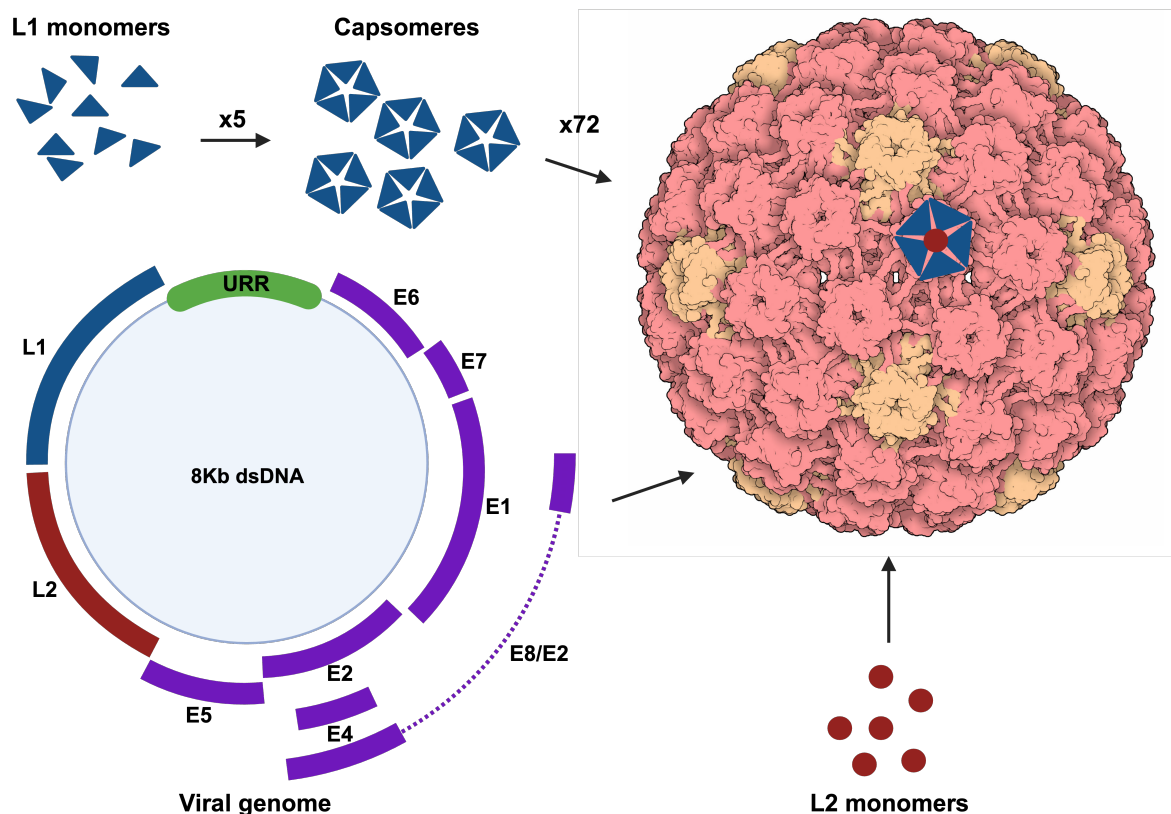 L1 monomers
Capsomeres
x5
x72
URR
E6
L1
E7
8Kb dsDNA
E1
L2
E8/E2
E2
E5
E4
Viral genome
L2 monomers